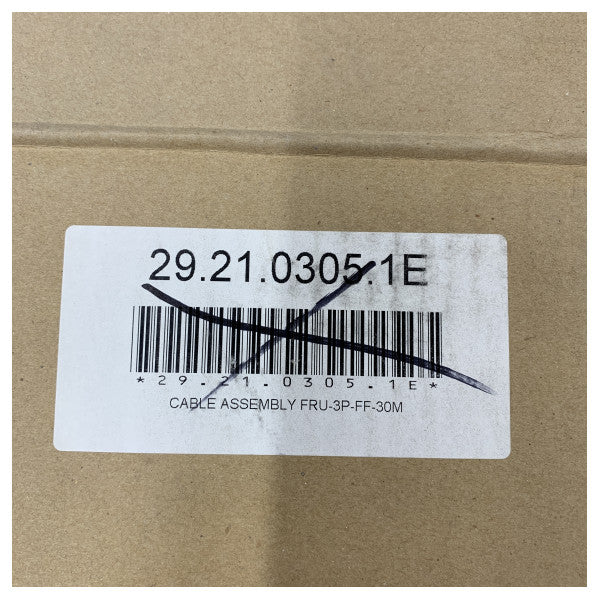 29.21.0305.1E
*29.21.0305.1E*
CABLE ASSEMBLY FRU-3P-FF-30M